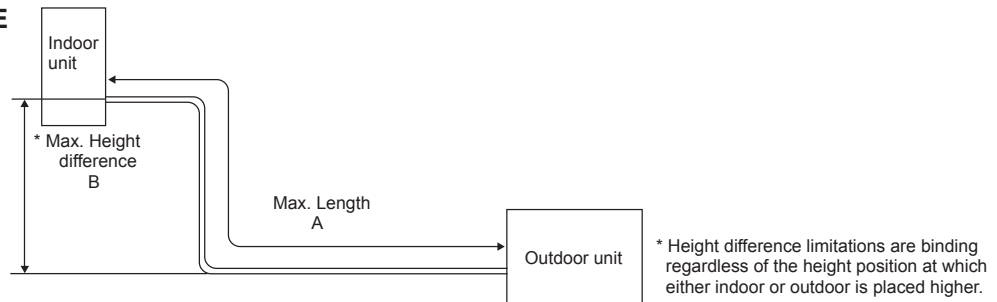 E
Indoor
unit
* Max. Height
difference
B
Max. Length
A
Outdoor unit
* Height difference limitations are binding
regardless of the height position at which
either indoor or outdoor is placed higher.